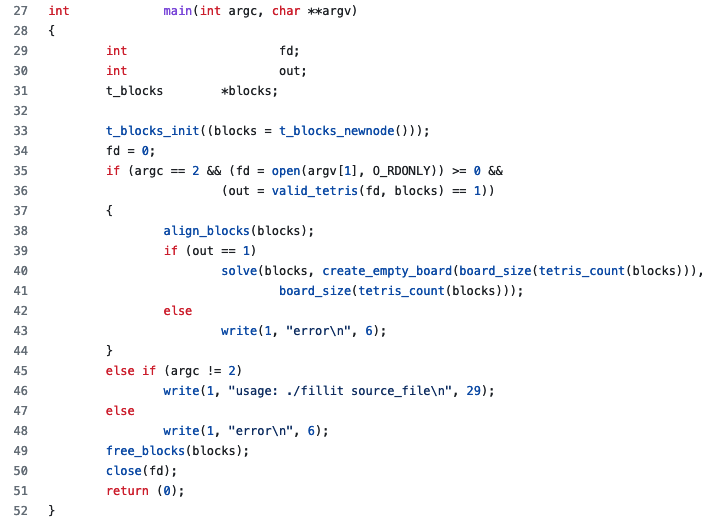 27 int main(int argc, char **argv)
28 {
29 int fd;
30 int out;
31 t_blocks *blocks;
32
33 t_blocks_init((blocks = t_blocks_newnode()));
34 fd = 0;
35 if (argc == 2 && (fd = open(argv[1], O_RDONLY)) >= 0 &&
36 (out = valid_tetris(fd, blocks) == 1))
37 {
38 align_blocks(blocks);
39 if (out == 1)
40 solve(blocks, create_empty_board(board_size(tetris_count(blocks))),
41 board_size(tetris_count(blocks)));
42 else
43 write(1, "error\n", 6);
44 }
45 else if (argc != 2)
46 write(1, "usage: ./fillit source_file\n", 29);
47 else
48 write(1, "error\n", 6);
49 free_blocks(blocks);
50 close(fd);
51 return (0);
52 }